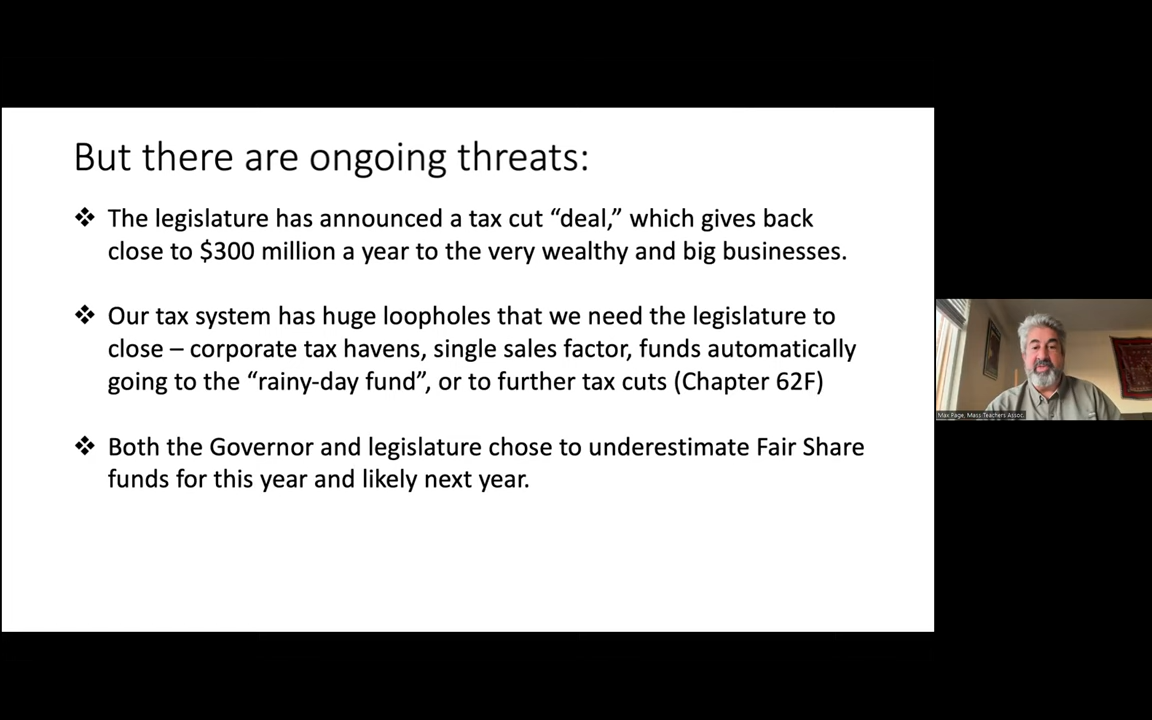 But there are ongoing threats:
❖ The legislature has announced a tax cut “deal,” which gives back
close to $300 million a year to the very wealthy and big businesses.
❖ Our tax system has huge loopholes that we need the legislature to
close – corporate tax havens, single sales factor, funds automatically
going to the “rainy-day fund”, or to further tax cuts (Chapter 62F)
❖ Both the Governor and legislature chose to underestimate Fair Share
funds for this year and likely next year.
Max Page, Mass Teachers Assoc.